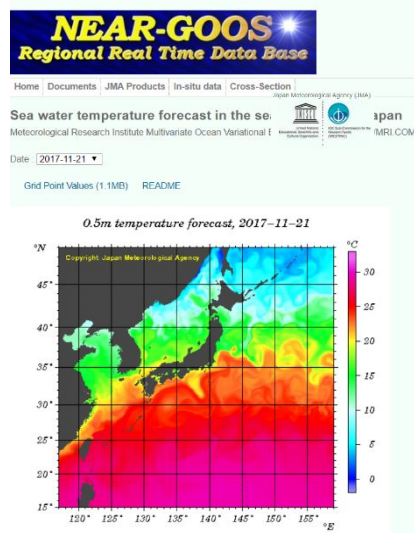 NEAR-GOOS
Regional Real Time Data Base
Home Documents JMA Products In-situ data Cross-Section
Japan Meteorological Agency (JMA)
Sea water temperature forecast in the sea apan
Meteorological Research Institute Multivariate Ocean Variational E /MRI.COM
Date 2017-11-21
Grid Point Values (1.1MB) README
0.5m temperature forecast, 2017-11-21
°N
°C
Copyright: Japan Meteorological Agency
45°
40°
35°
30°
25°
20°
15°
30
25
20
15
10
5
0
120° 125° 130° 135° 140° 145° 150° 155°
°E